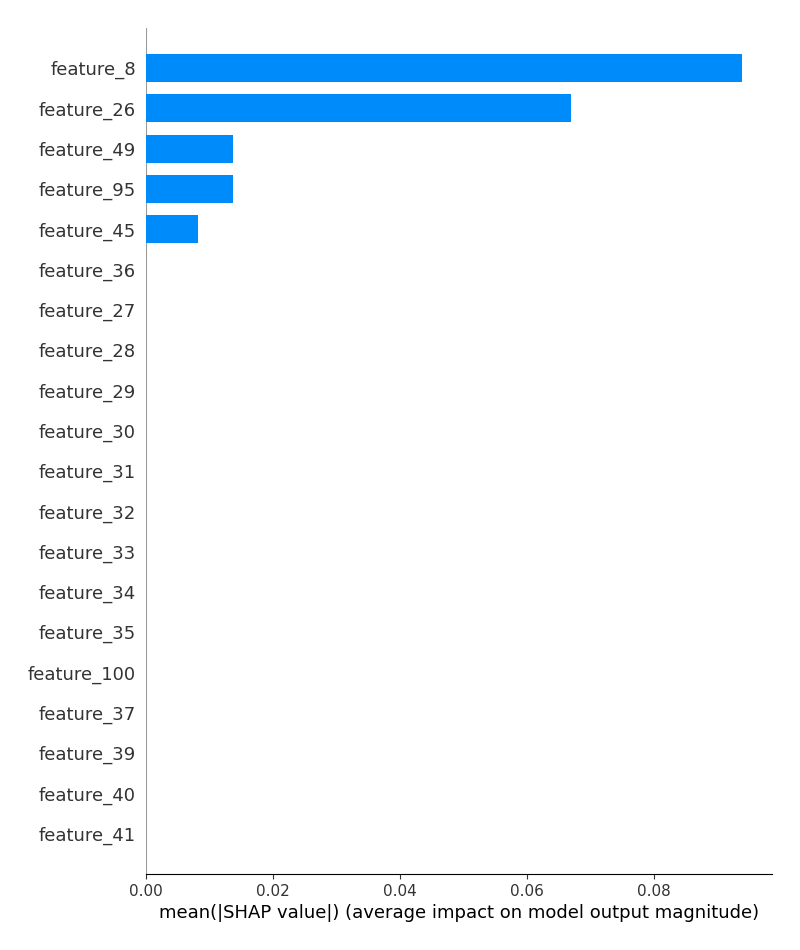 feature_8
feature_26
feature_49
feature_95
feature_45
feature_36
feature_27
feature_28
feature_29
feature_30
feature_31
feature_32
feature_33
feature_34
feature_35
feature_100
feature_37
feature_39
feature_40
feature_41
0.00 0.02 0.04 0.06 0.08
mean(|SHAP value|) (average impact on model output magnitude)